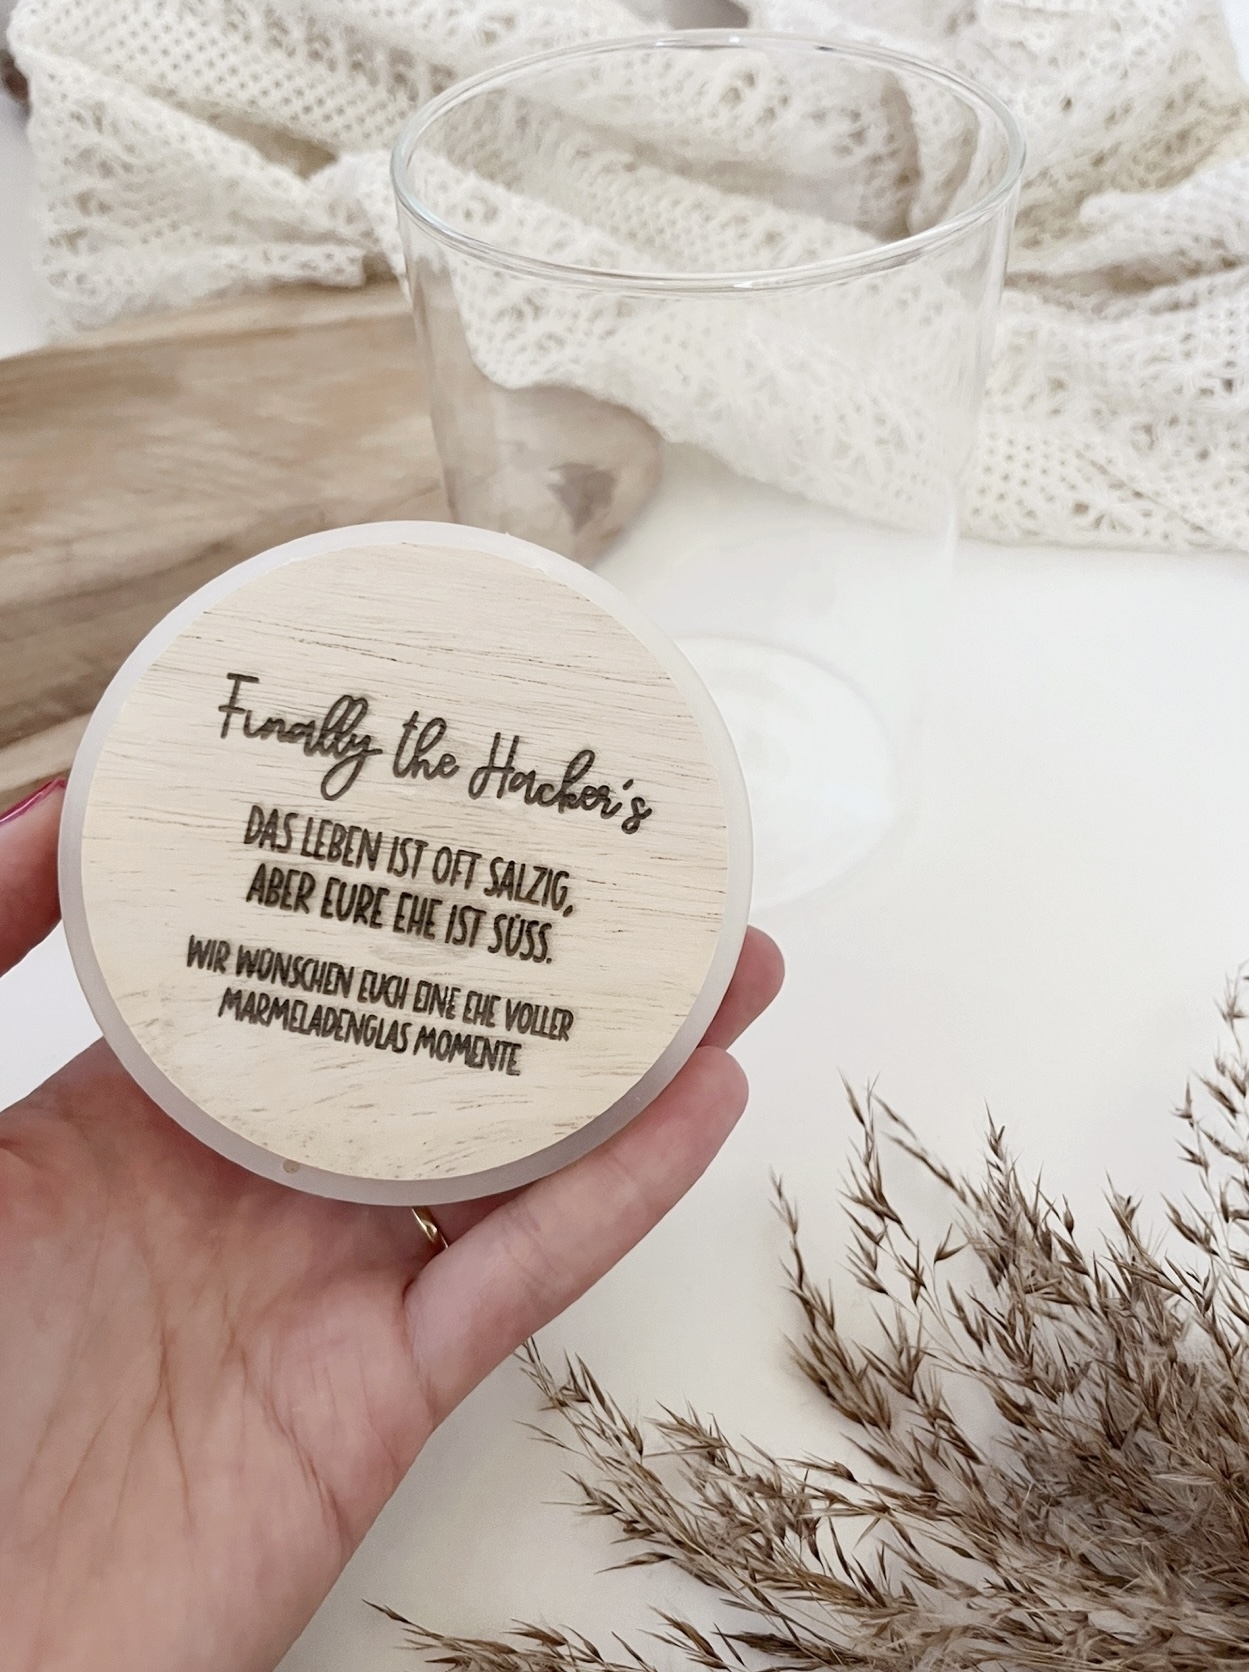 Finally the Hacker's
DAS LEBEN IST OFT SALZIG,
ABER EURE EHE IST SÜSS.
WIR WÜNSCHEN EUCH EINE EHE VOLLER
MARMELADENGLAS MOMENTE